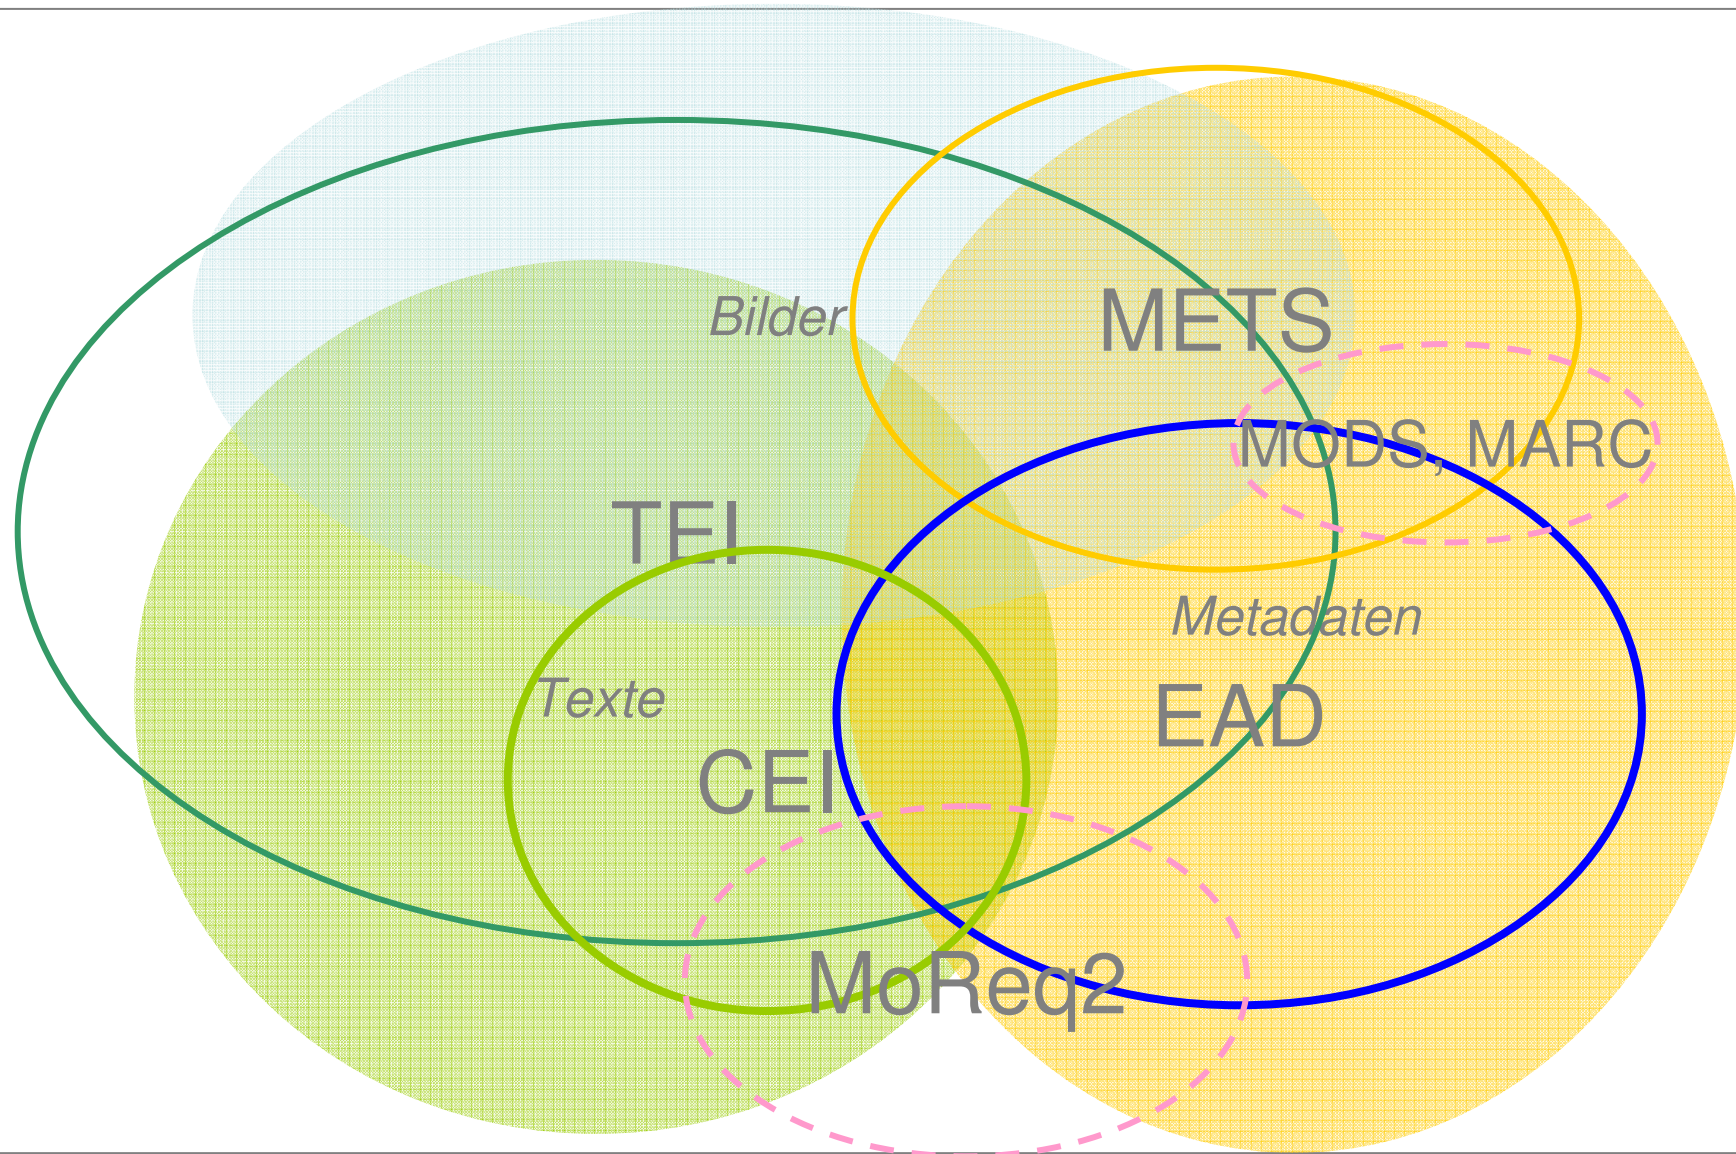 Bilder
METS
MODS, MARC
TEI
Metadaten
Texte
EAD
CEI
MoReq2